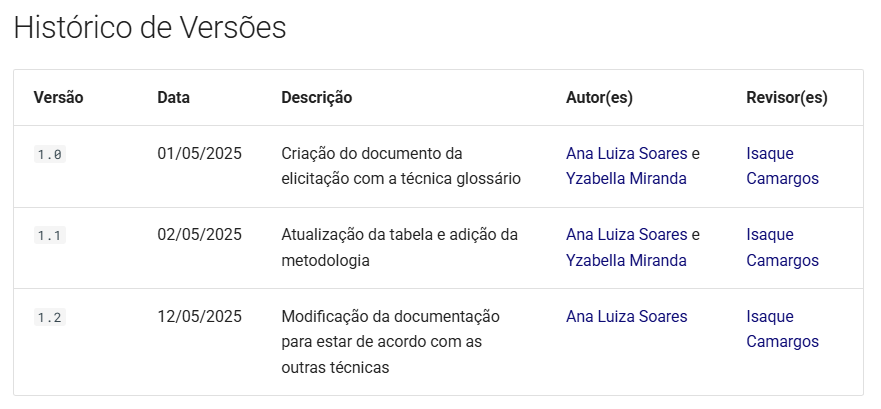 Histórico de Versões
Versão Data Descrição Autor(es) Revisor(es)
1.0 01/05/2025 Criação do documento da Ana Luiza Soares e Isaque
elicitação com a técnica glossário Yzabella Miranda Camargos
1.1 02/05/2025 Atualização da tabela e adição da Ana Luiza Soares e Isaque
metodologia Yzabella Miranda Camargos
1.2 12/05/2025 Modificação da documentação Ana Luiza Soares Isaque
para estar de acordo com as Camargos
outras técnicas